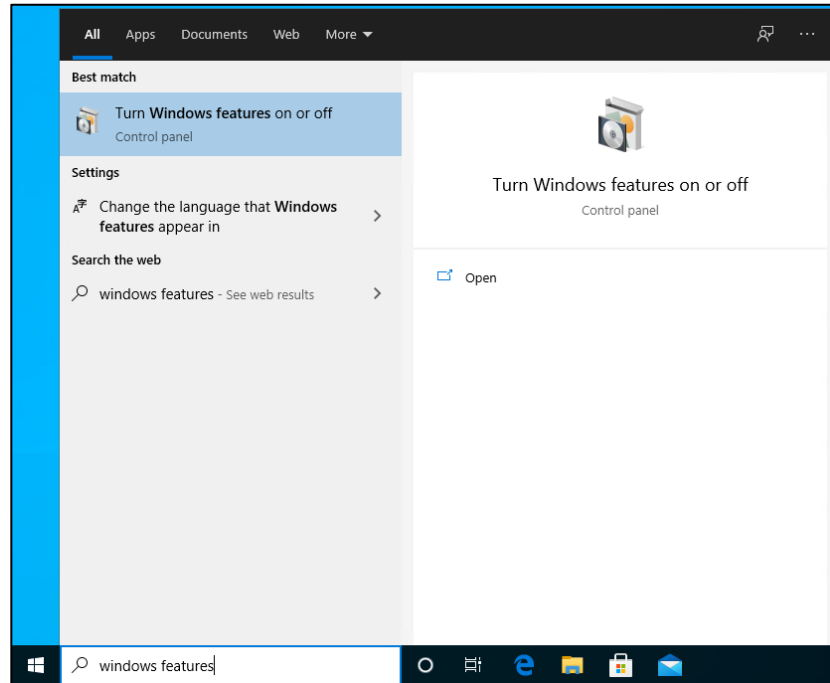 All Apps Documents Web More
Best match
Turn Windows features on or off
Control panel
Settings
Change the language that Windows
features appear in
Search the web
windows features - See web results
Turn Windows features on or off
Control panel
Open
windows features